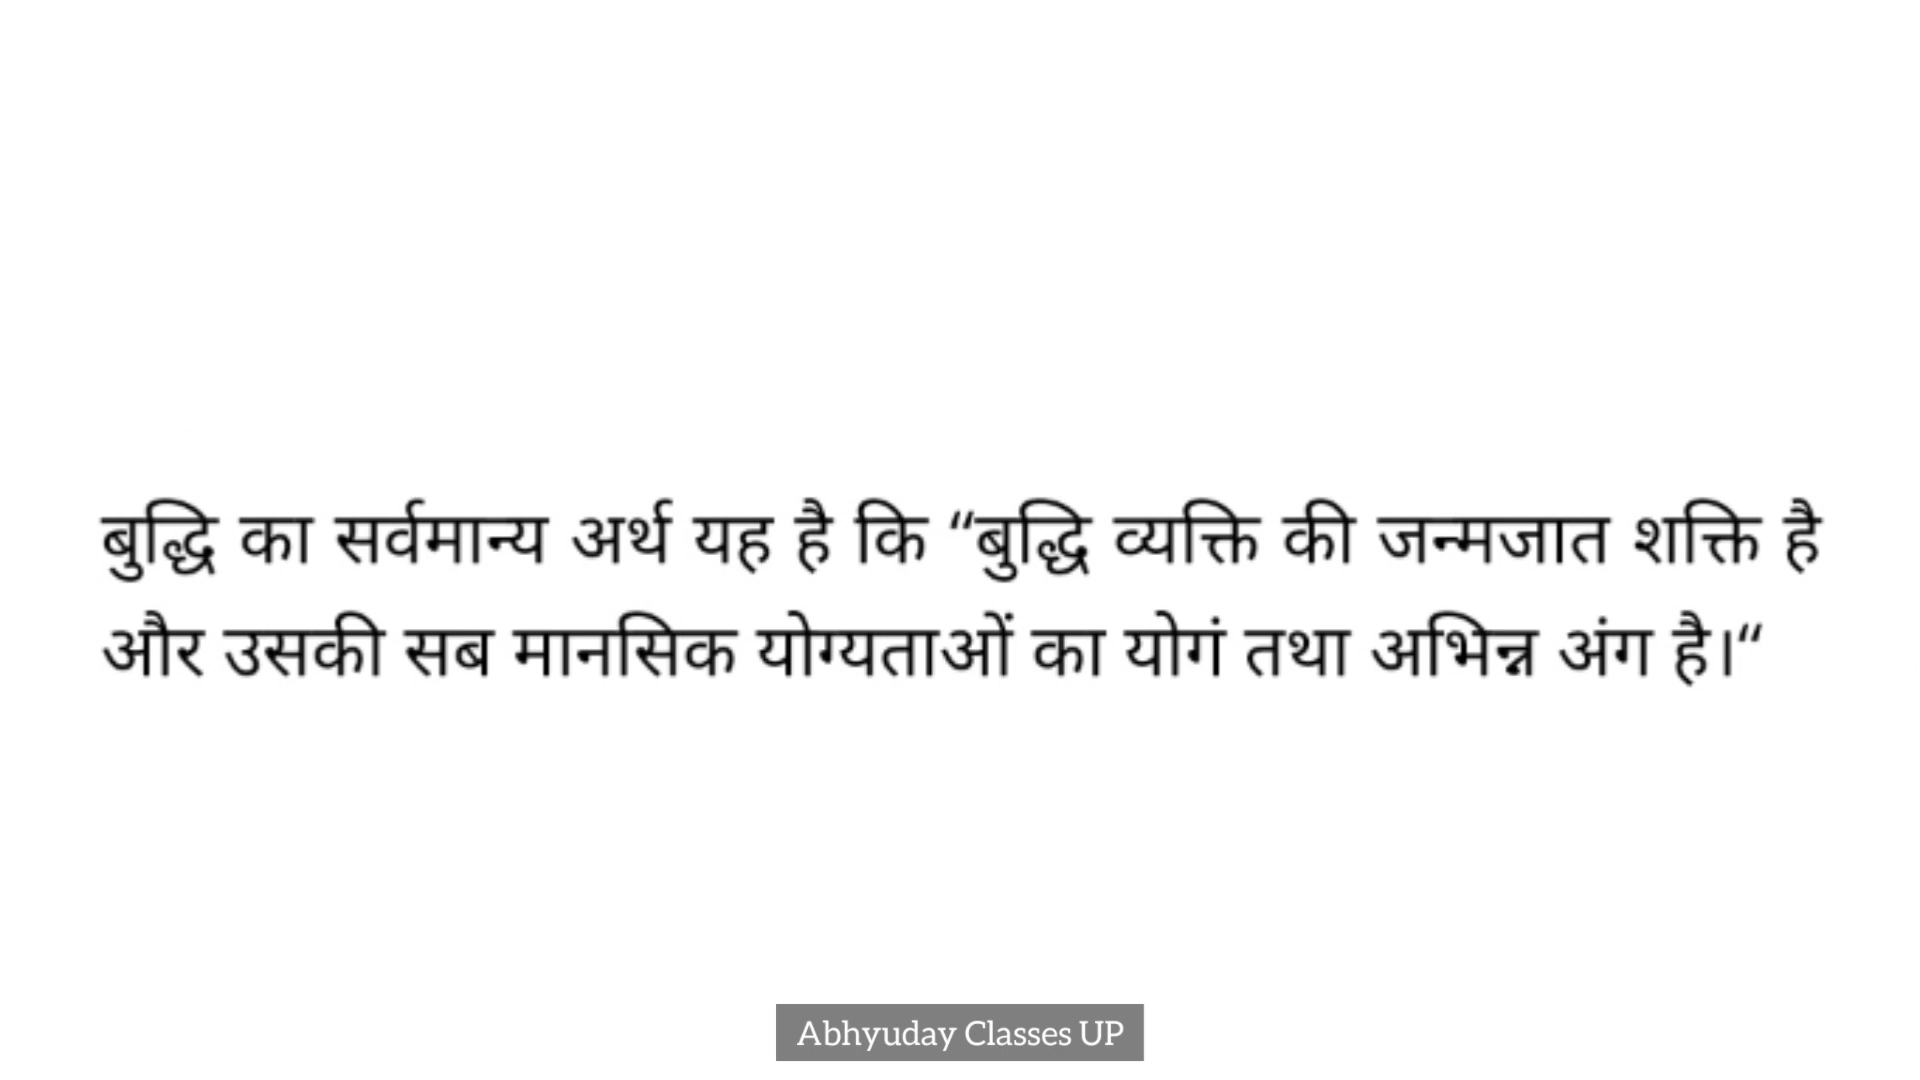 बुद्धि का सर्वमान्य अर्थ यह है कि “बुद्धि व्यक्ति की जन्मजात शक्ति है
और उसकी सब मानसिक योग्यताओं का योगं तथा अभिन्न अंग है।“
Abhyuday Classes UP